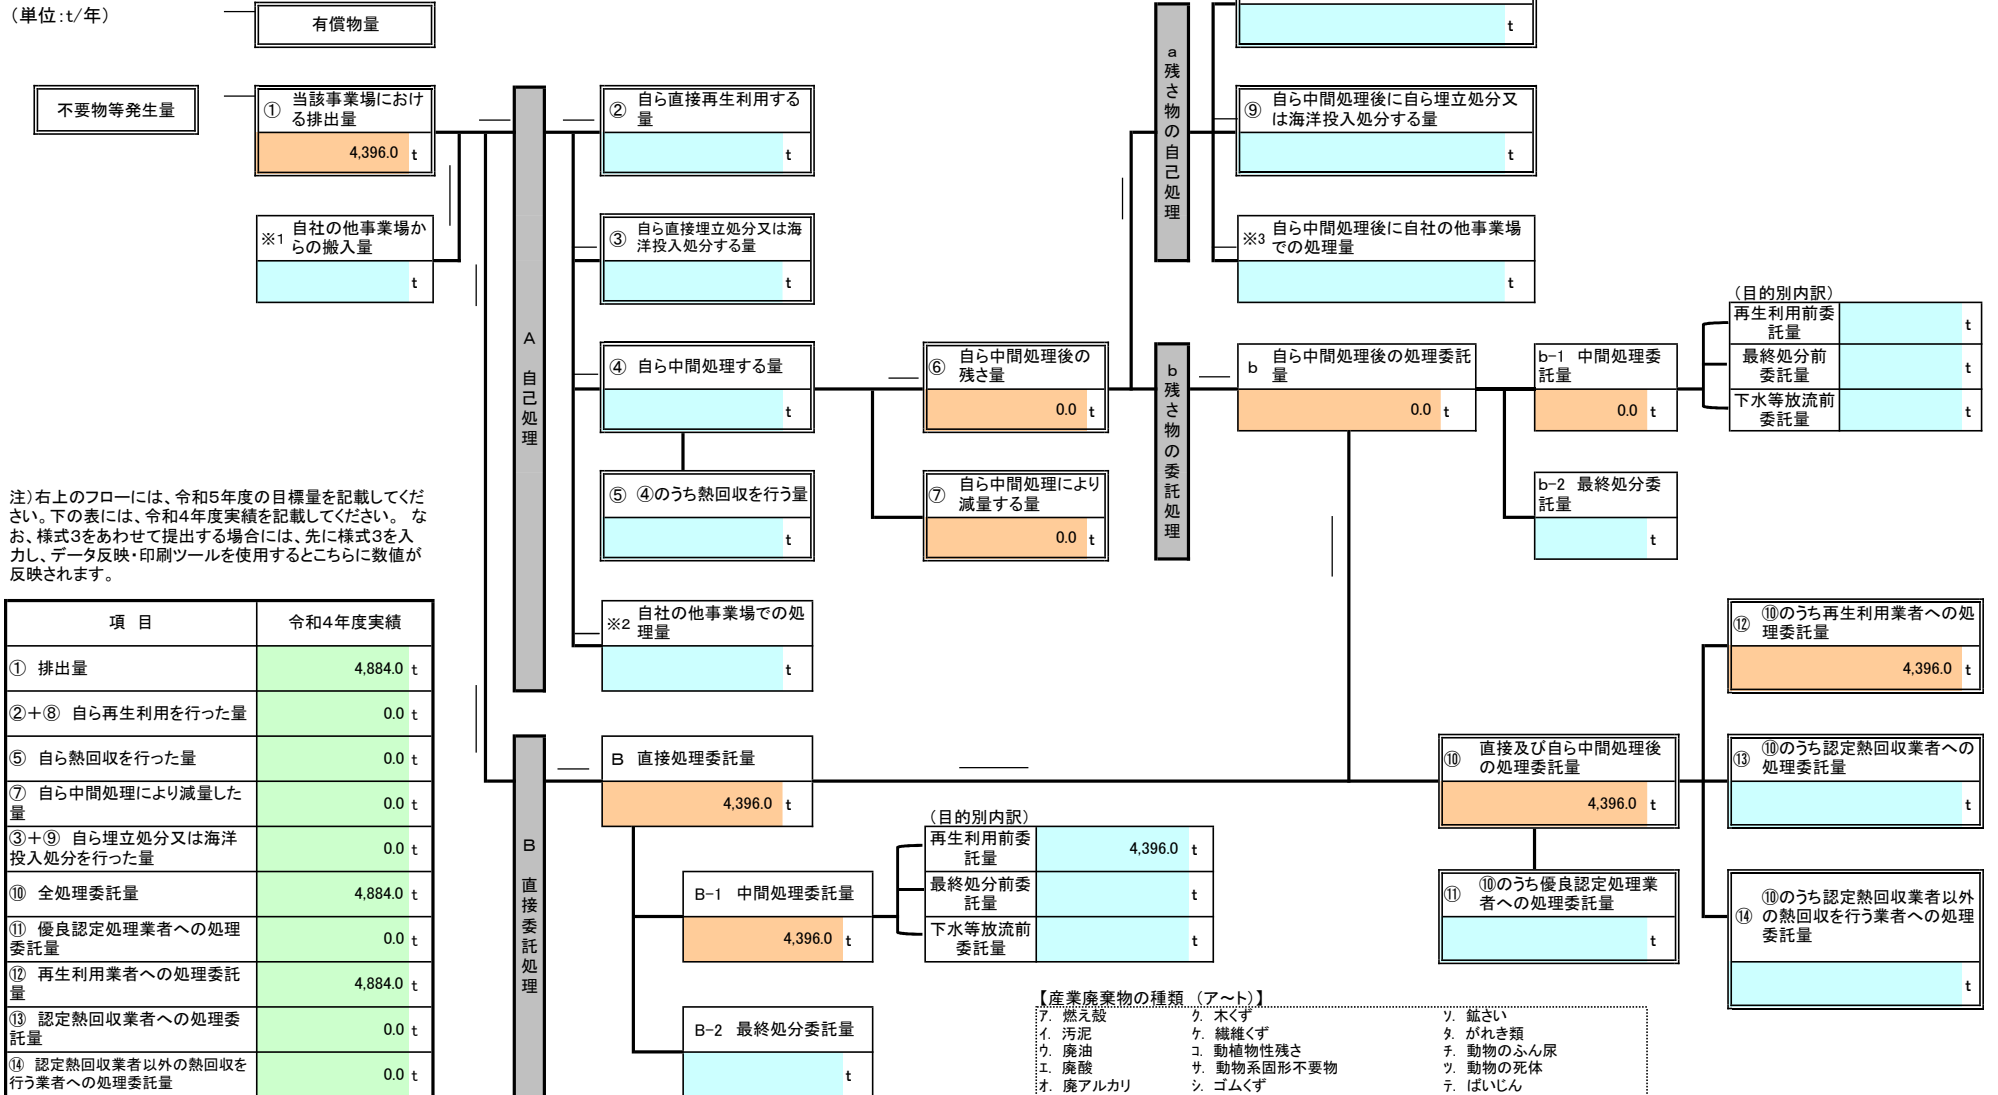 （単位：t/年）
有償物量
t
不要物等発生量
① 当該事業場におけ
る排出量
4,396.0 t
※1 自社の他事業場か
らの搬入量
t
A 自己処理
② 自ら直接再生利用する
量
t
③ 自ら直接埋立処分又は海
洋投入処分する量
t
④ 自ら中間処理する量
t
⑤ ④のうち熱回収を行う量
t
※2 自社の他事業場での処
理量
t
⑥ 自ら中間処理後の
残さ量
0.0 t
⑦ 自ら中間処理により
減量する量
0.0 t
a 残さ物の自己処理
⑨ 自ら中間処理後に自ら埋立処分又
は海洋投入処分する量
t
※3 自ら中間処理後に自社の他事業場
での処理量
t
b 残さ物の委託処理
b 自ら中間処理後の処理委託
量
0.0 t
b-1 中間処理委
託量
0.0 t
b-2 最終処分委
託量
t
（目的別内訳）
再生利用前委
託量
t
最終処分前
委託量
t
下水等放流前
委託量
t
注）右上のフローには、令和５年度の目標量を記載してくだ
さい。下の表には、令和４年度実績を記載してください。 な
お、様式３をあわせて提出する場合には、先に様式３を入
力し、データ反映・印刷ツールを使用するとこちらに数値が
反映されます。
項 目 令和４年度実績
① 排出量 4,884.0 t
②＋⑧ 自ら再生利用を行った量 0.0 t
⑤ 自ら熱回収を行った量 0.0 t
⑦ 自ら中間処理により減量した
量 0.0 t
③＋⑨ 自ら埋立処分又は海洋
投入処分を行った量 0.0 t
⑩ 全処理委託量 4,884.0 t
⑪ 優良認定処理業者への処理
委託量 0.0 t
⑫ 再生利用業者への処理委託
量 4,884.0 t
⑬ 認定熱回収業者への処理委
託量 0.0 t
⑭ 認定熱回収業者以外の熱回収を
行う業者への処理委託量 0.0 t
B 直接委託処理
B 直接処理委託量
4,396.0 t
B-1 中間処理委託量
4,396.0 t
B-2 最終処分委託量
t
（目的別内訳）
再生利用前委
託量
4,396.0 t
最終処分前委
託量
t
下水等放流前
委託量
t
⑩ 直接及び自ら中間処理後
の処理委託量
4,396.0 t
⑪ ⑩のうち優良認定処理業
者への処理委託量
t
⑫ ⑩のうち再生利用業者への処
理委託量
4,396.0 t
⑬ ⑩のうち認定熱回収業者への
処理委託量
t
⑭ ⑩のうち認定熱回収業者以外
の熱回収を行う業者への処理
委託量
t
【産業廃棄物の種類 （ア～ト）】
ア. 燃え殻 ク. 木くず ソ. 鉱さい
イ. 汚泥 ケ. 繊維くず タ. がれき類
ウ. 廃油 コ. 動植物性残さ チ. 動物のふん尿
エ. 廃酸 サ. 動物系固形不要物 ツ. 動物の死体
オ. 廃アルカリ シ. ゴムくず テ. ばいじん